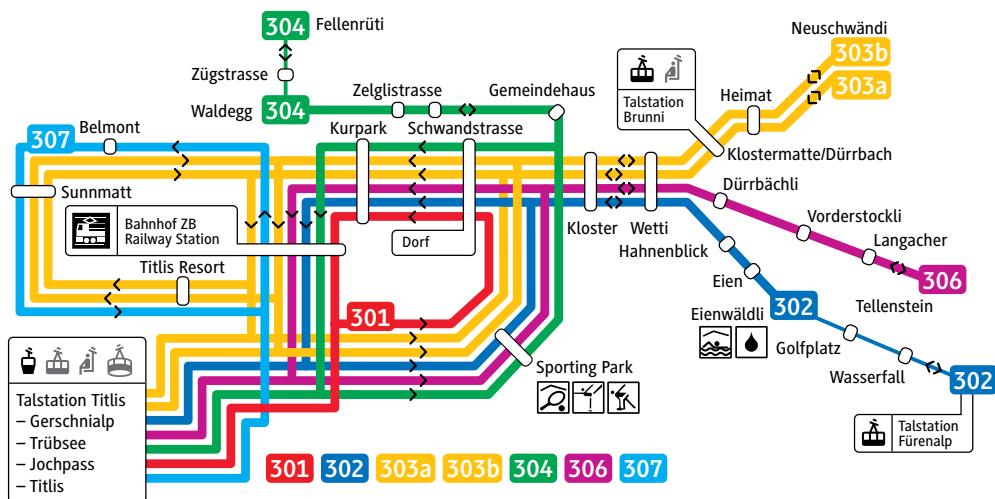 304 Fellenrüti
Zügstrasse
Waldegg 304
Zelglistrasse
Gemeindehaus
Neuschwändi
303b
303a
Talstation
Brunni
Heimat
Klostermatte/Dürrbach
307 Belmont
Kurpark
Schwandstrasse
Sunnmatt
Bahnhof ZB
Railway Station
Dorf
Kloster
Wetti
Dürrbächli
Vorderstockli
Langacher
306
Hahnenblick
Eien
302
Tellenstein
Titlis Resort
301
Eienwäldli
Golfplatz
Wasserfall
302
Talstation
Fürenalp
Sporting Park
Talstation Titlis
– Gerschnialp
– Trübsee
– Jochpass
– Titlis
301 302 303a 303b 304 306 307